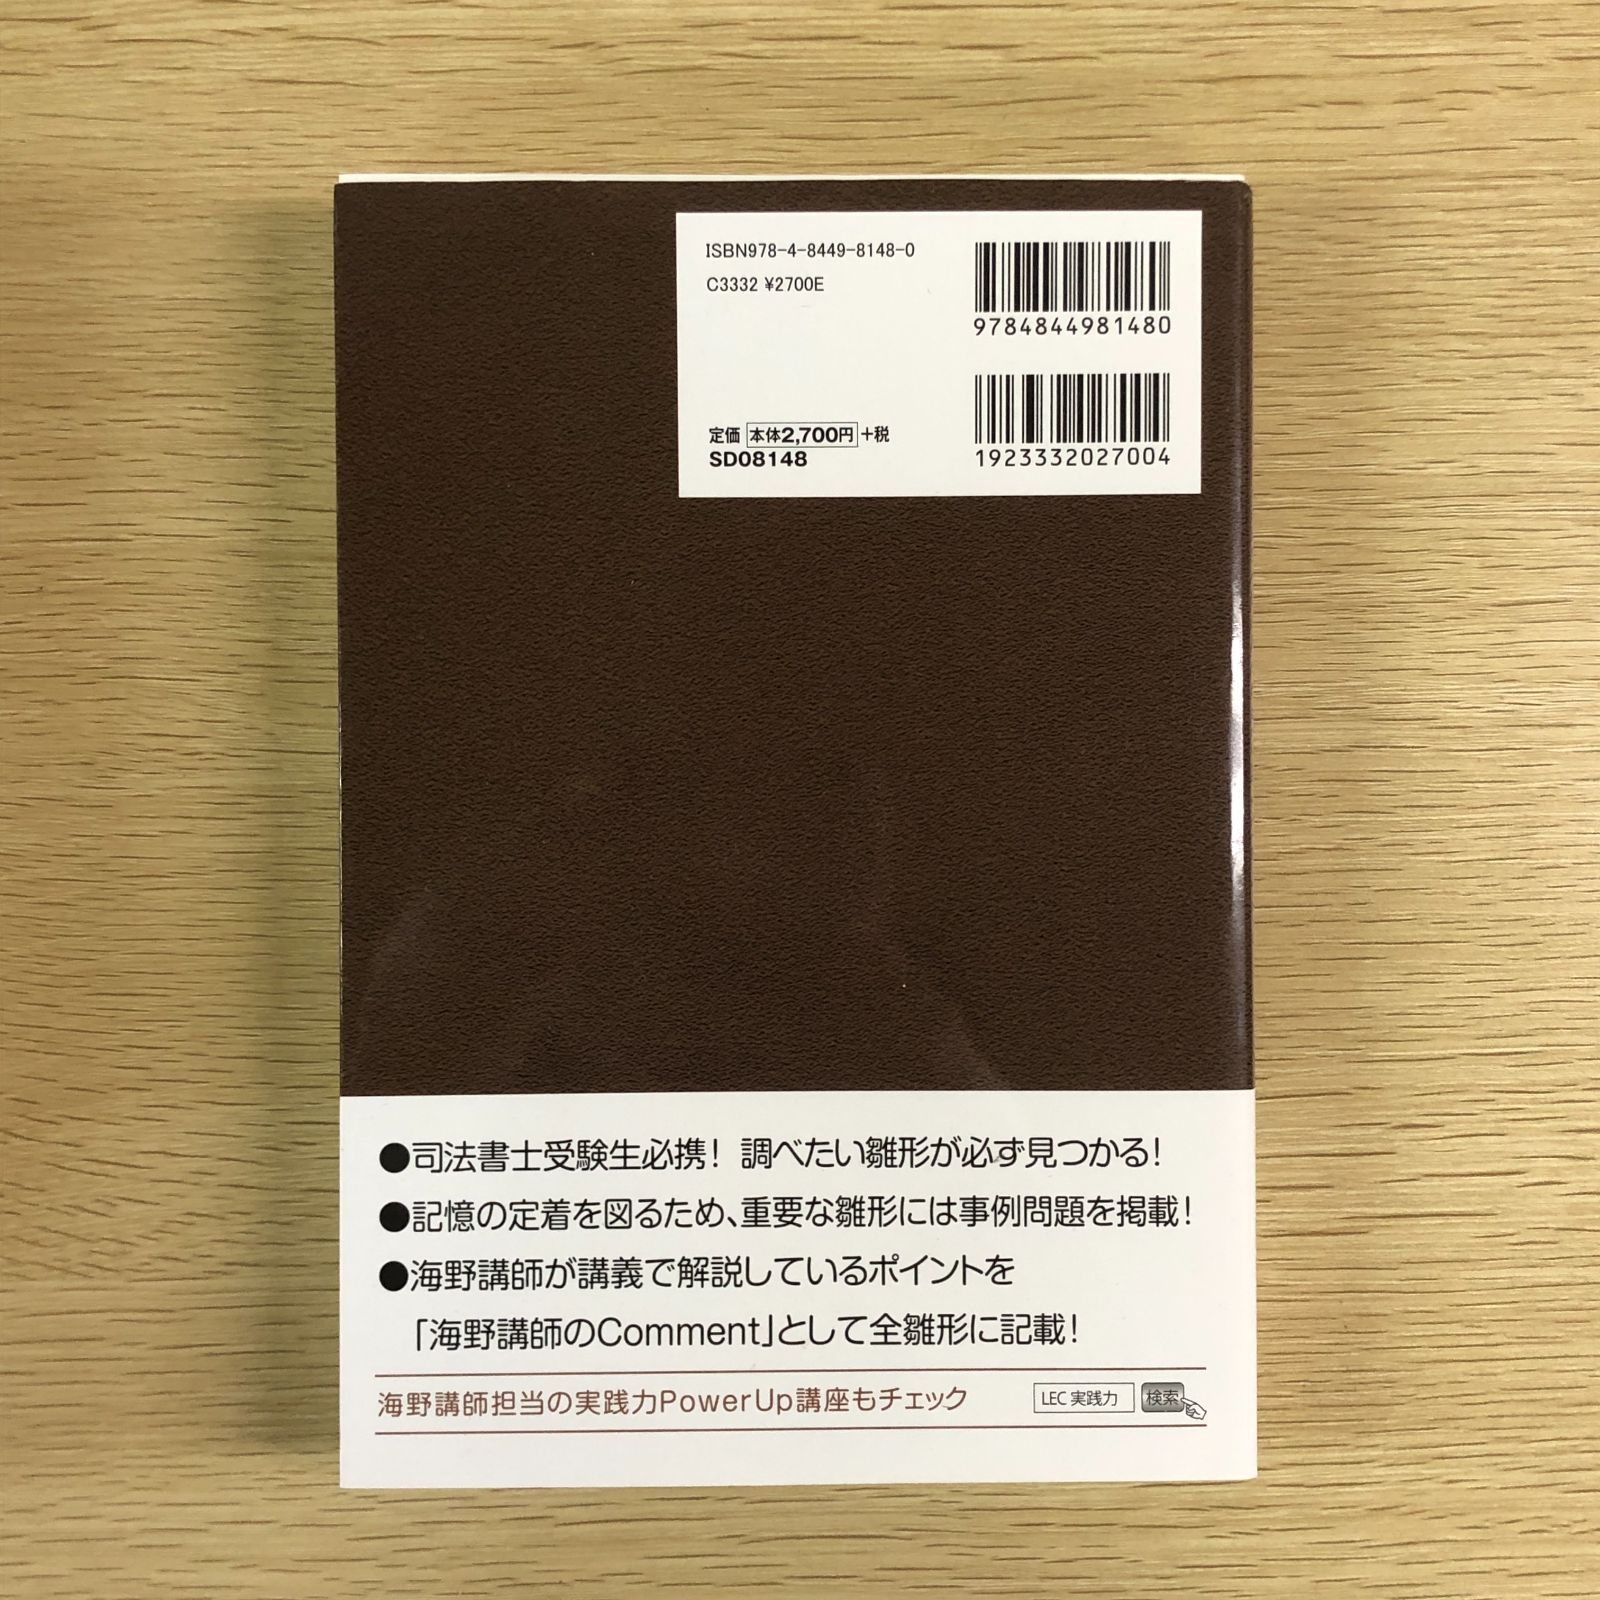 ISBN978-4-8449-8148-0
C3332 ¥2700E
9784844981480
定価 本体2,700円+税
SD08148
1923332027004
●司法書士受験生必携! 調べたい雛形が必ず見つかる!
●記憶の定着を図るため、重要な雛形には事例問題を掲載!
●海野講師が講義で解説しているポイントを
「海野講師のComment」として全雛形に記載!
海野講師担当の実践力PowerUp講座もチェック
LEC 実践力 検索